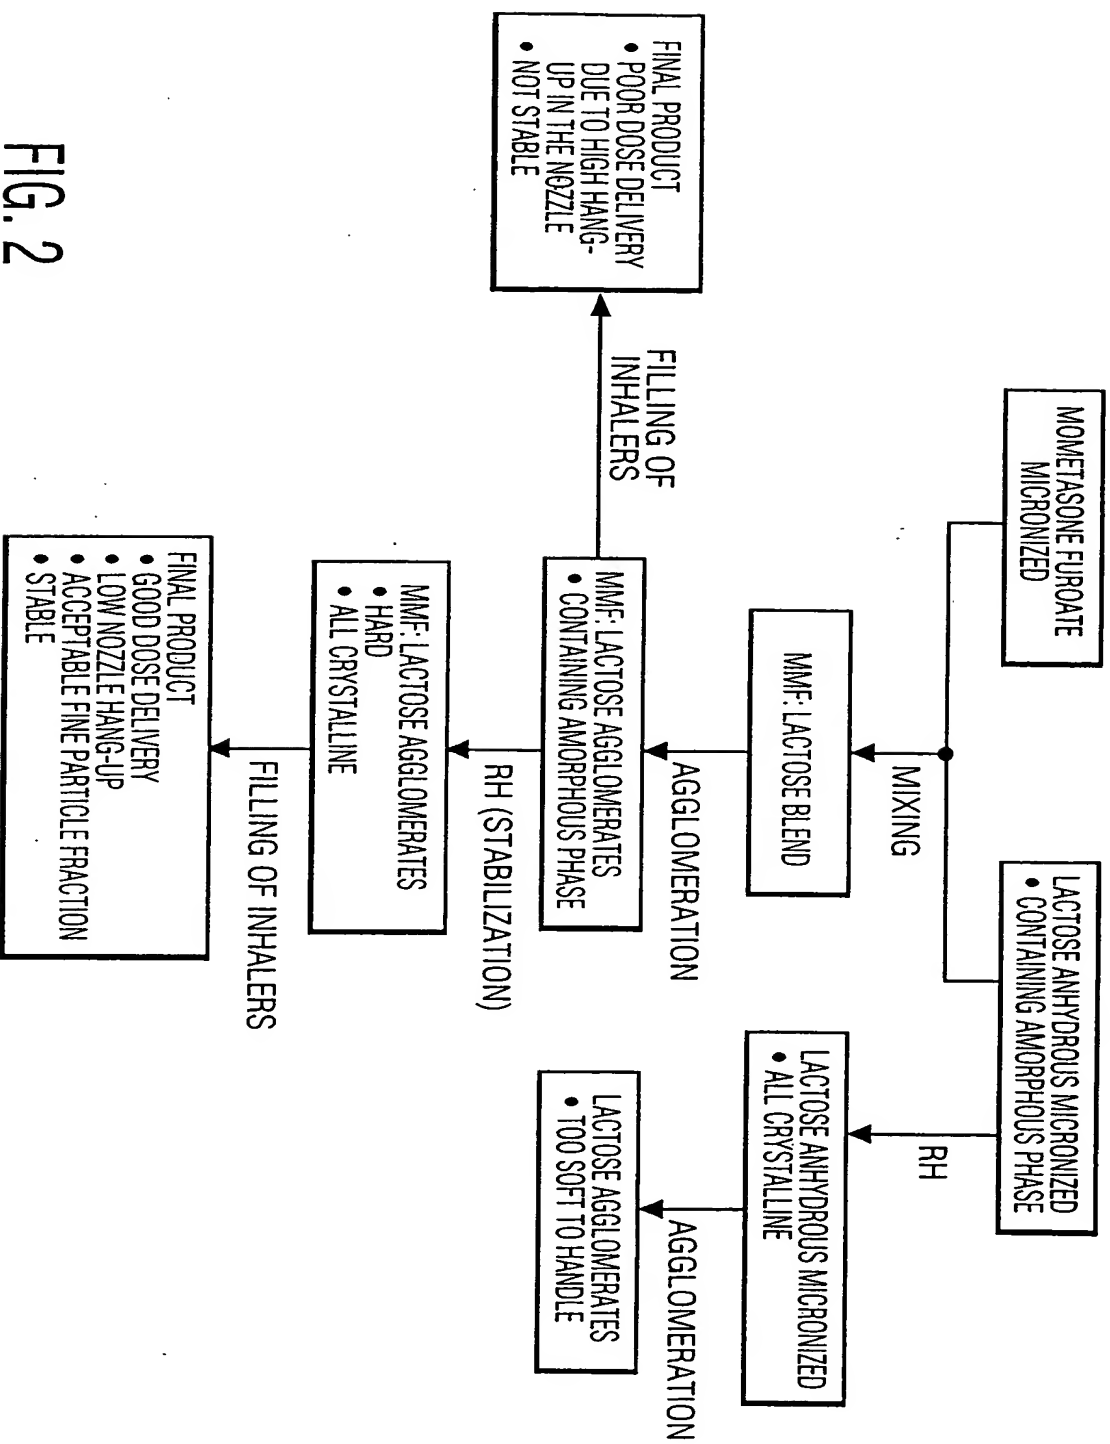 MOMETASONE FUROATE
MICRONIZED
LACTOSE ANHYDROUS MICRONIZED
• CONTAINING AMORPHOUS PHASE
MIXING
RH
MMF: LACTOSE BLEND
LACTOSE ANHYDROUS MICRONIZED
• ALL CRYSTALLINE
AGGLOMERATION
AGGLOMERATION
FINAL PRODUCT
• POOR DOSE DELIVERY
DUE TO HIGH HANG-
UP IN THE NOZZLE
• NOT STABLE
FILLING OF
INHALERS
MMF: LACTOSE AGGLOMERATES
• CONTAINING AMORPHOUS PHASE
LACTOSE AGGLOMERATES
• TOO SOFT TO HANDLE
RH (STABILIZATION)
MMF: LACTOSE AGGLOMERATES
• HARD
• ALL CRYSTALLINE
FILLING OF INHALERS
FINAL PRODUCT
• GOOD DOSE DELIVERY
• LOW NOZZLE HANG-UP
• ACCEPTABLE FINE PARTICLE FRACTION
• STABLE
FIG. 2